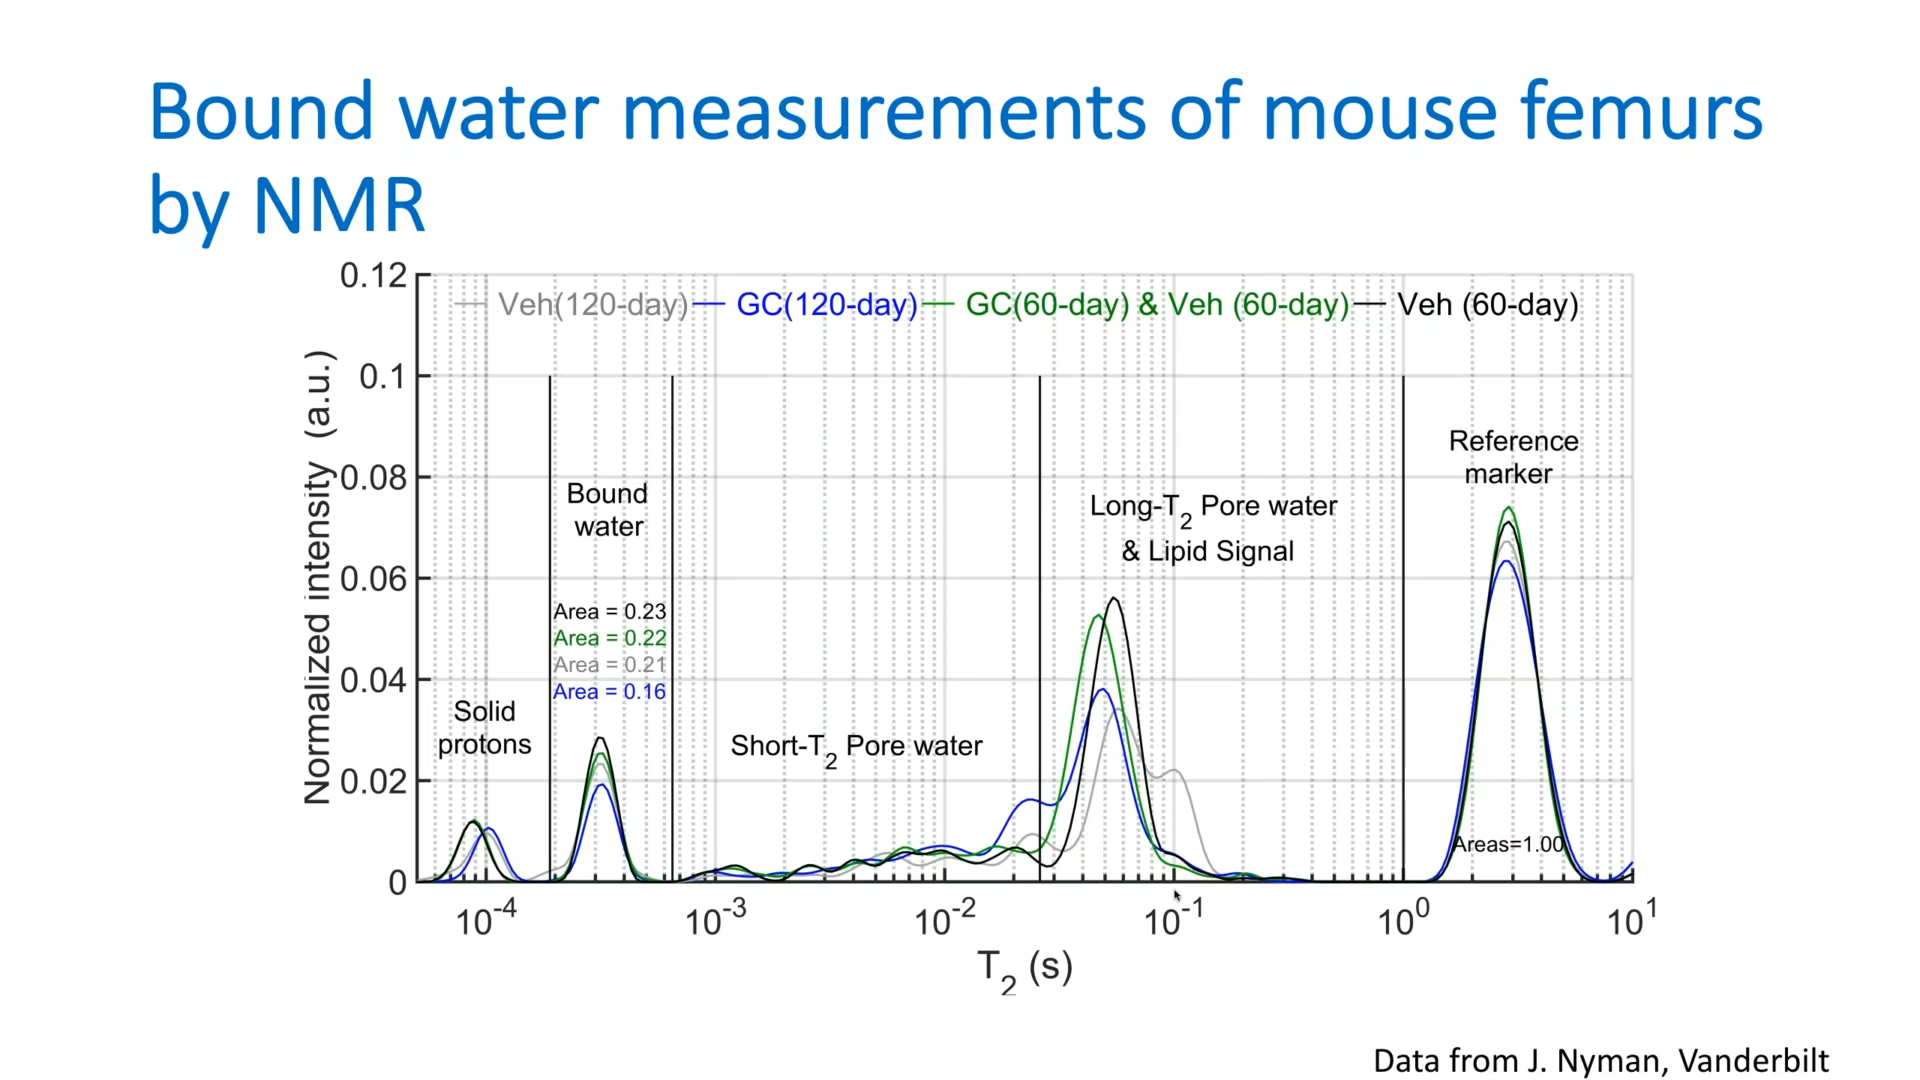 Bound water measurements of mouse femurs
by NMR
Normalized intensity (a.u.)
0.12
0.1
0.08
0.06
0.04
0.02
0
Veh(120-day) GC(120-day) GC(60-day) & Veh (60-day) Veh (60-day)
Solid
protons
Bound
water
Area = 0.23
Area = 0.22
Area = 0.21
Area = 0.16
Short-T₂ Pore water
Long-T₂ Pore water
& Lipid Signal
Reference
marker
Areas=1.00
10⁻⁴ 10⁻³ 10⁻² 10⁻¹ 10⁰ 10¹
T₂ (s)
Data from J. Nyman, Vanderbilt